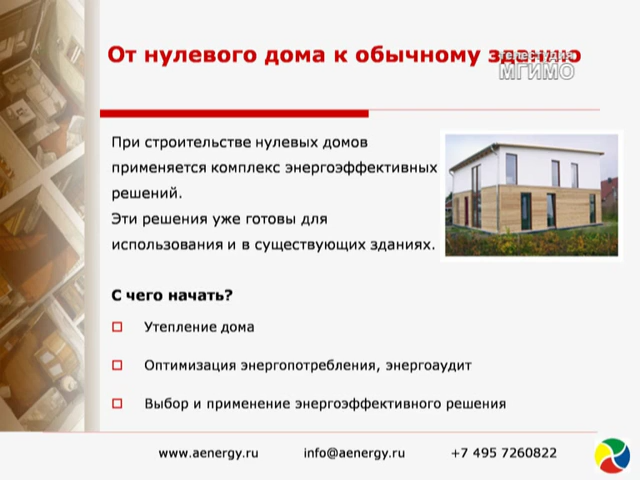 От нулевого дома к обычному зданию
телестудия
МГИМО
При строительстве нулевых домов
применяется комплекс энергоэффективных
решений.
Эти решения уже готовы для
использования и в существующих зданиях.
С чего начать?
Утепление дома
Оптимизация энергопотребления, энергоаудит
Выбор и применение энергоэффективного решения
www.aenergy.ru info@aenergy.ru +7 495 7260822